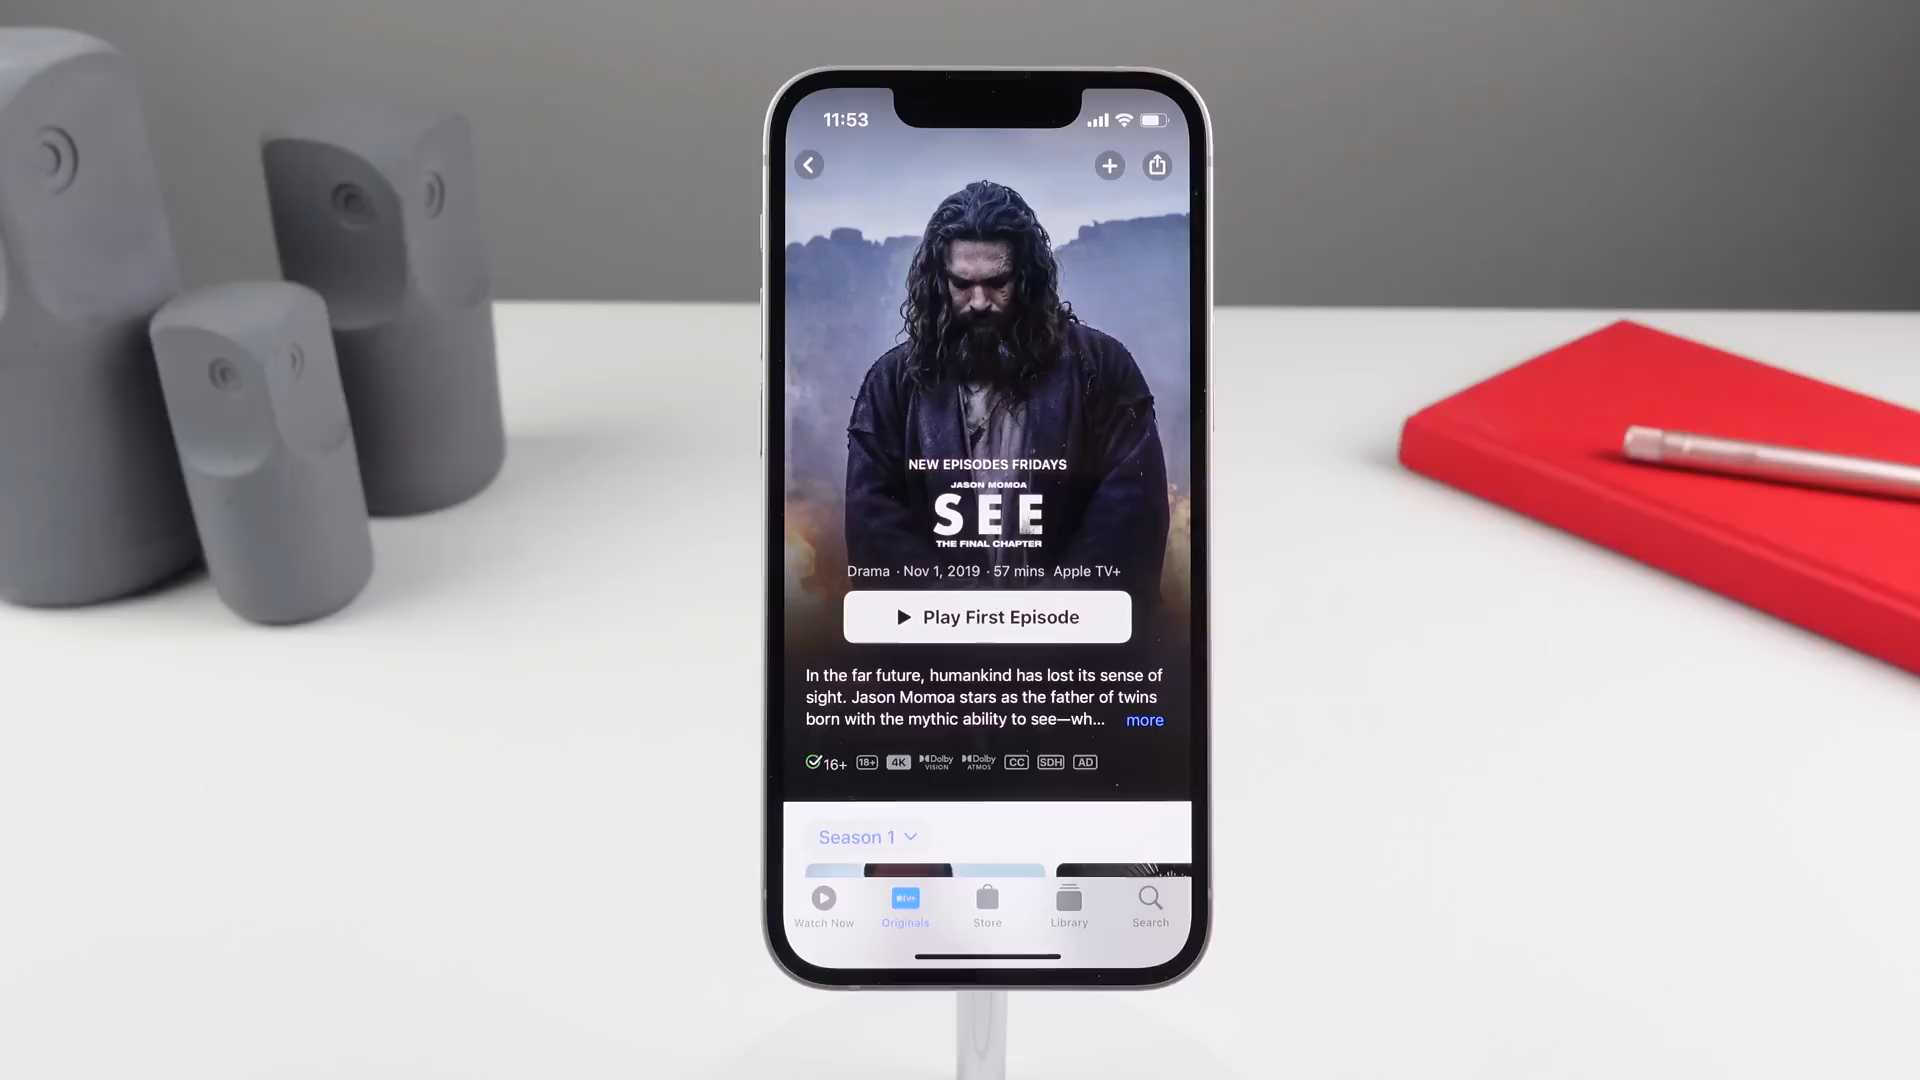 11:53
NEW EPISODES FRIDAYS
JASON MOMOA
SEE
THE FINAL CHAPTER
Drama · Nov 1, 2019 · 57 mins Apple TV+
Play First Episode
In the far future, humankind has lost its sense of
sight. Jason Momoa stars as the father of twins
born with the mythic ability to see—wh... more
16+ 18+ 4K Dolby VISION Dolby ATMOS CC SDH AD
Season 1
tv+
Watch Now Originals Store Library Search